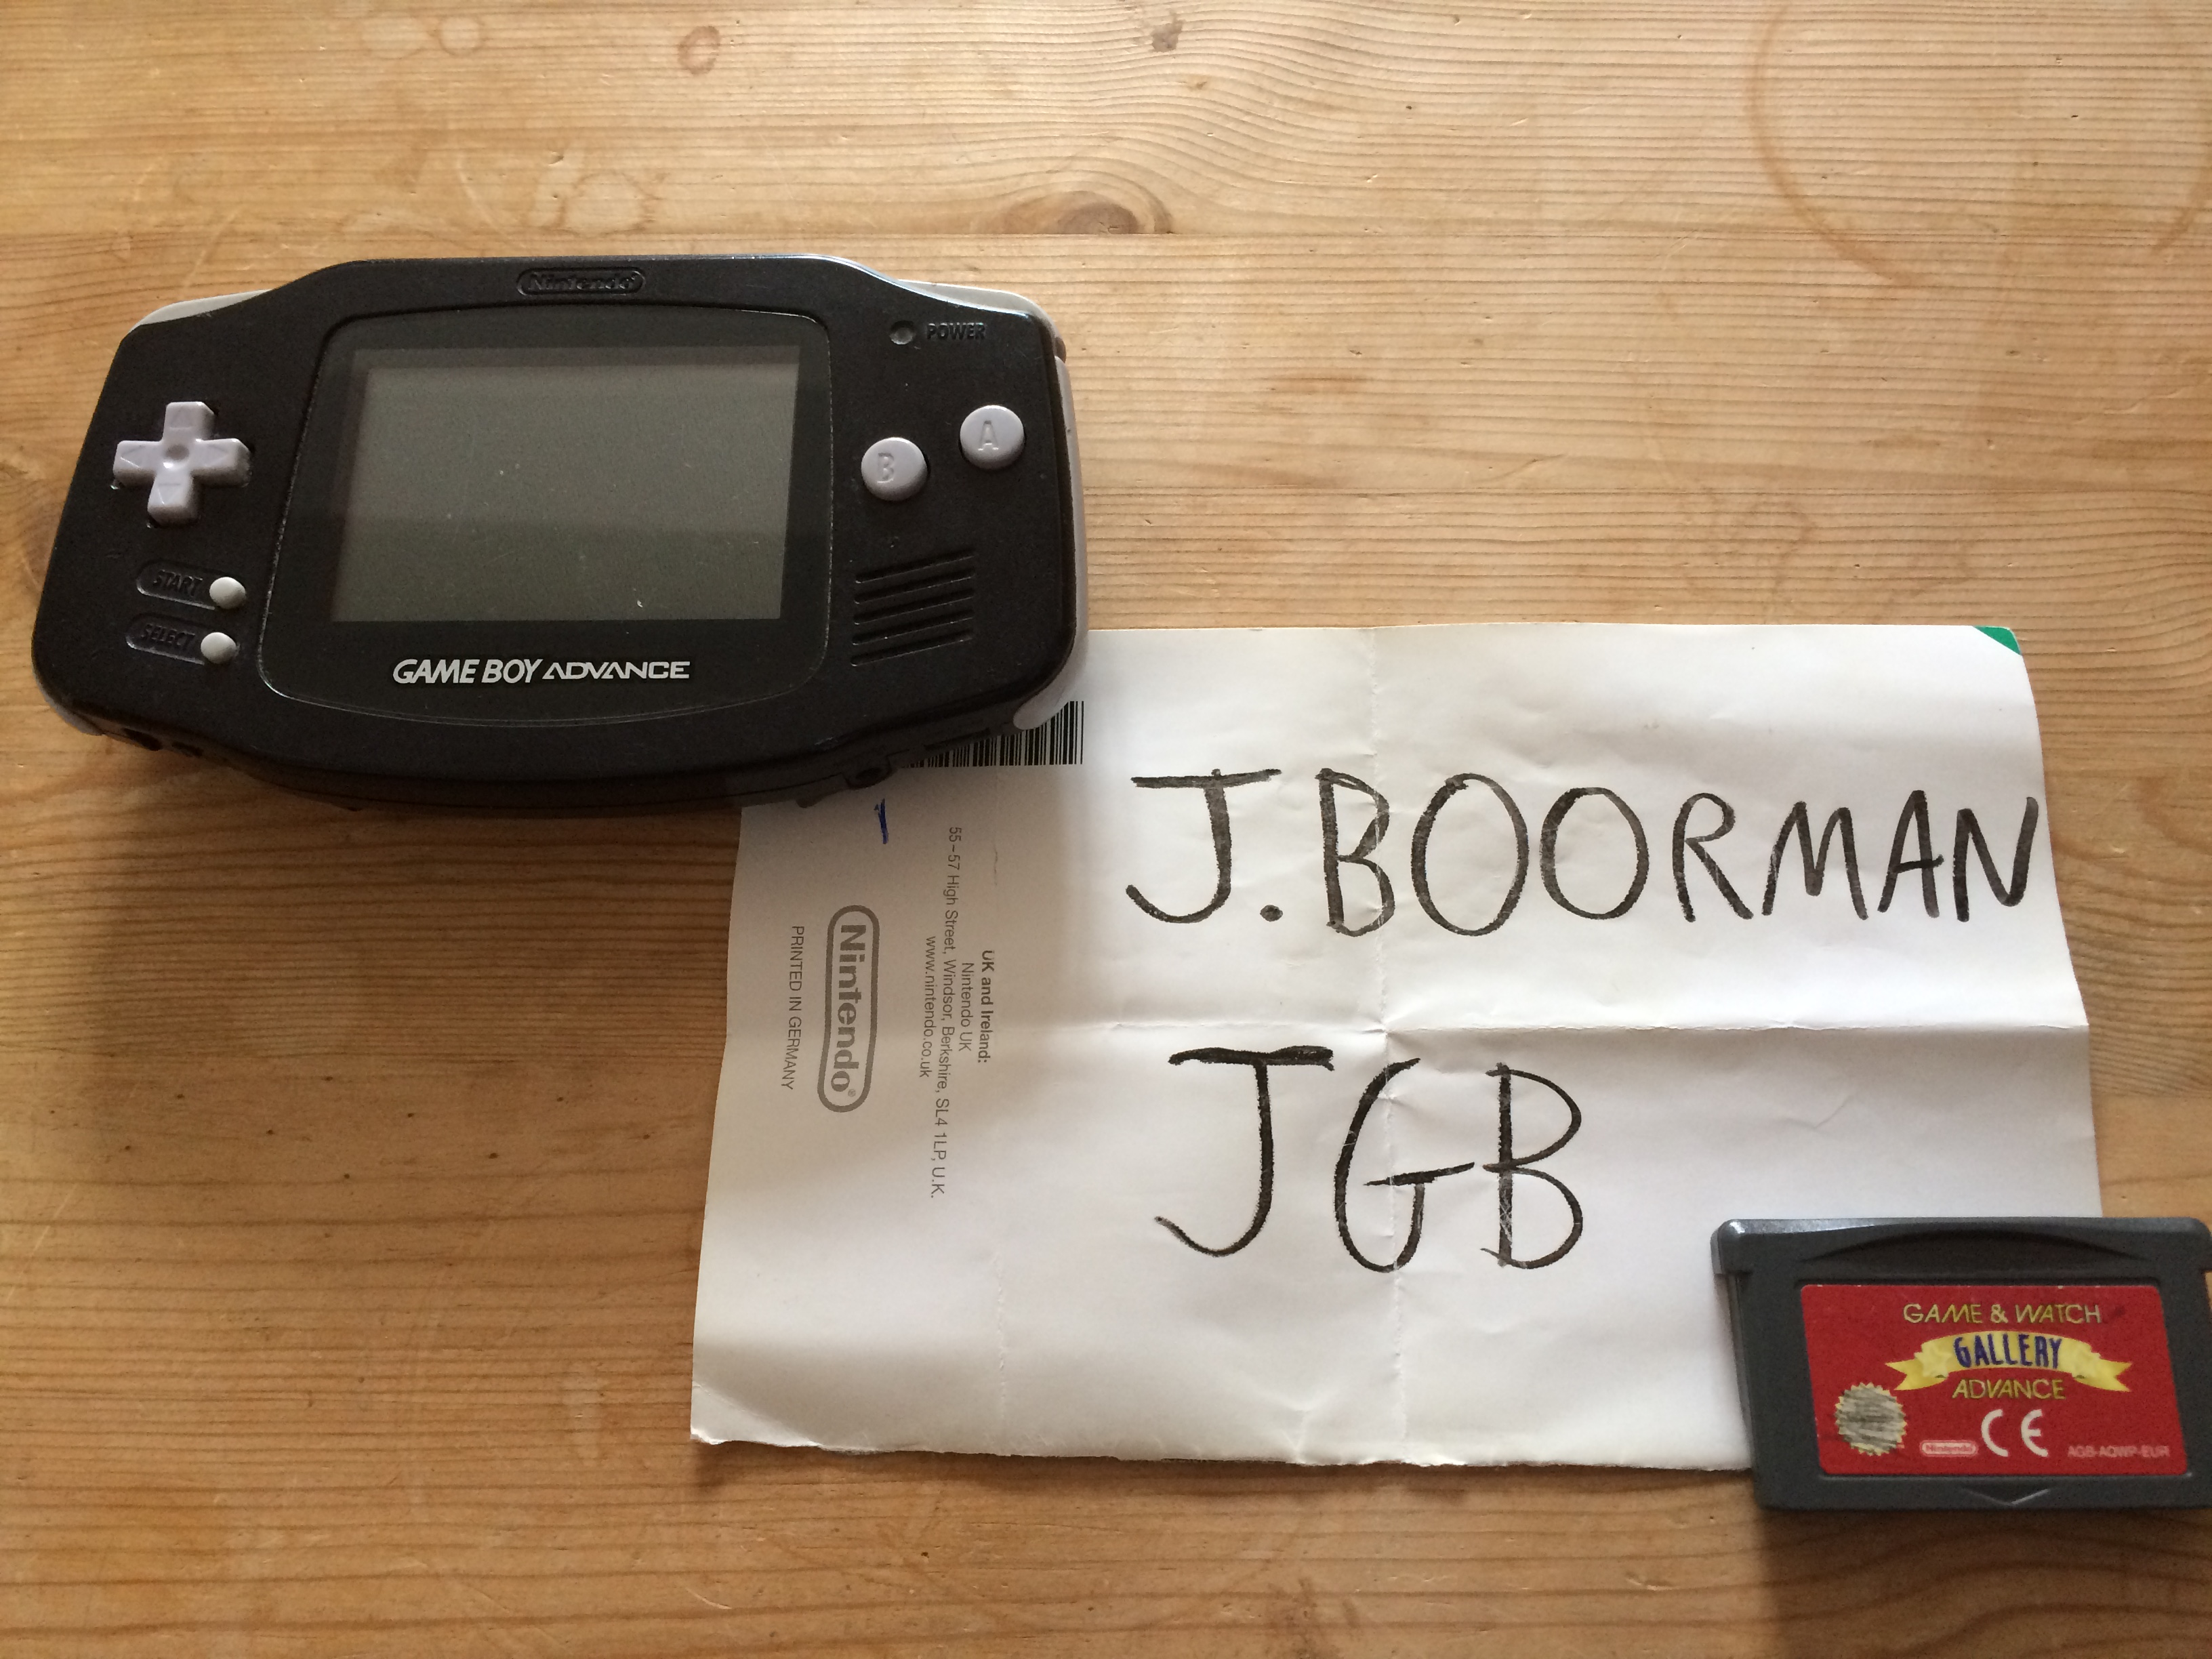 Nintendo
POWER
A
B
START
SELECT
GAME BOY ADVANCE
J. BOORMAN
JGB
UK and Ireland:
Nintendo UK
55–57 High Street, Windsor, Berkshire, SL4 1LP, U.K.
www.nintendo.co.uk
Nintendo®
PRINTED IN GERMANY
GAME & WATCH
GALLERY
ADVANCE
Nintendo CE AGB-AQWP-EUR